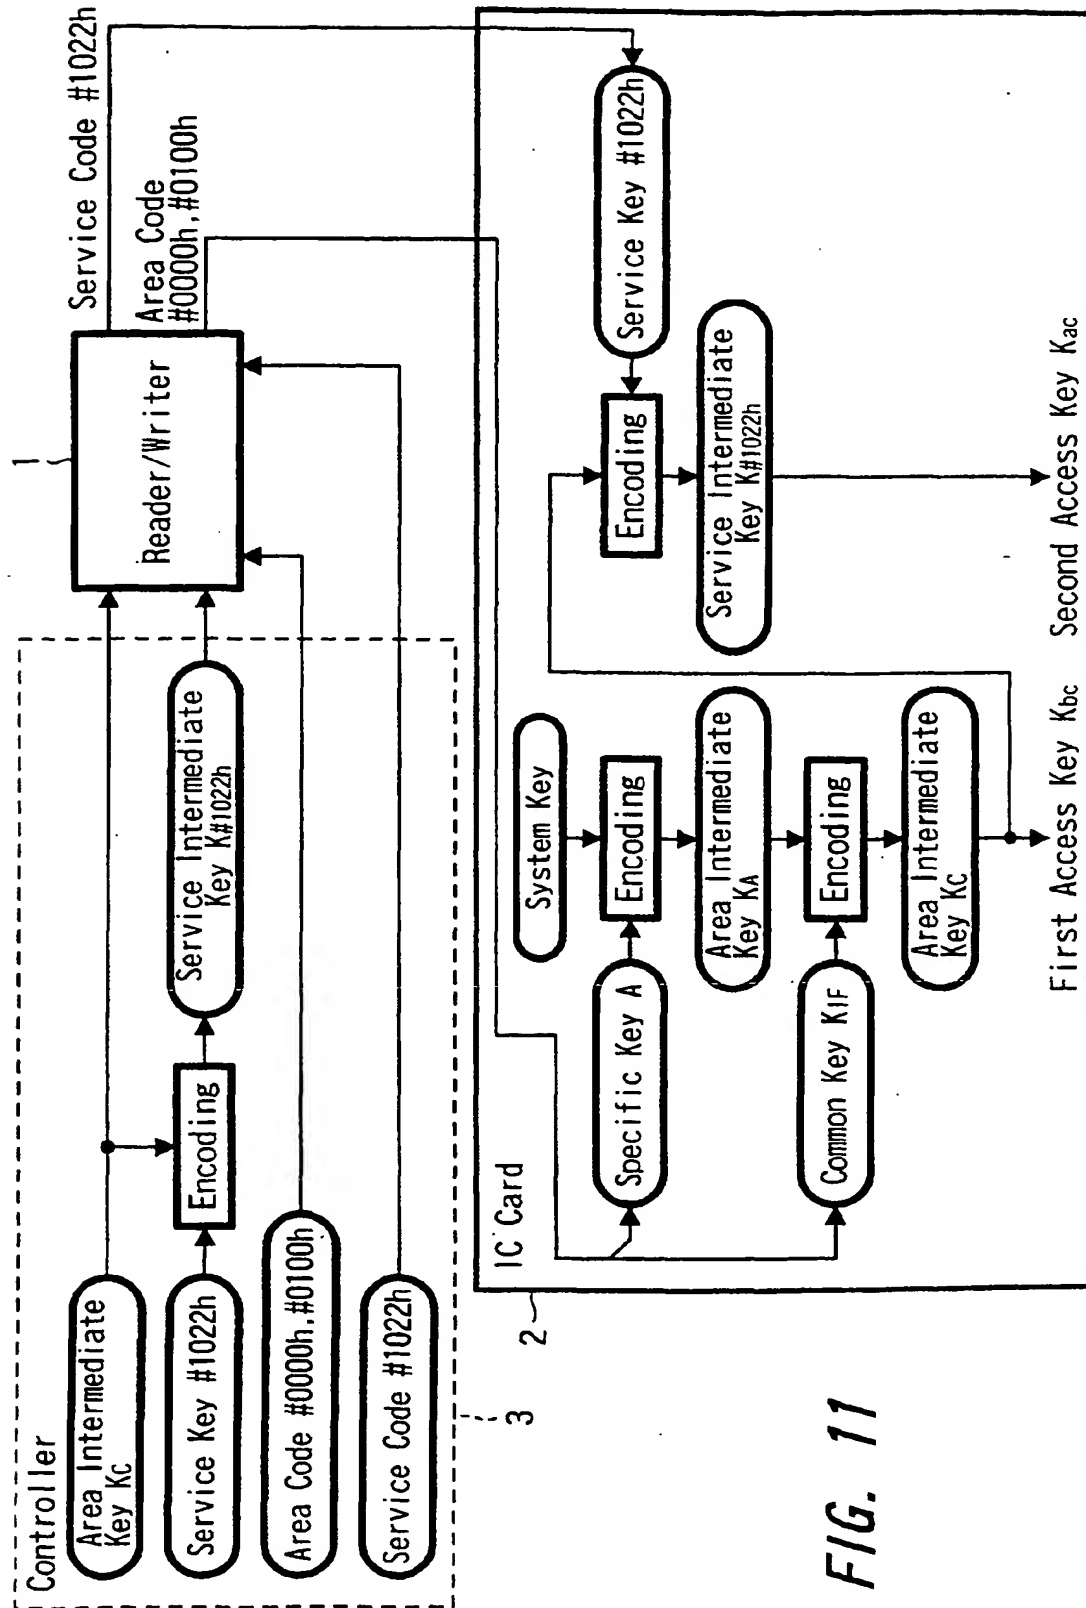 Controller
Area Intermediate
Key KC
Service Key #1022h
Area Code #0000h,#0100h
Service Code #1022h
Encoding
Service Intermediate
Key K#1022h
3
1
Reader/Writer
Service Code #1022h
Area Code
#0000h,#0100h
2
IC Card
Specific Key A
Common Key KIF
System Key
Encoding
Area Intermediate
Key KA
Encoding
Area Intermediate
Key KC
Service Key #1022h
Encoding
Service Intermediate
Key K#1022h
First Access Key Kbc
Second Access Key Kac
FIG. 11